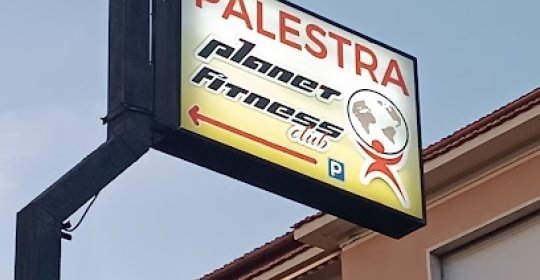 PALESTRA
planet
fitness
club
P